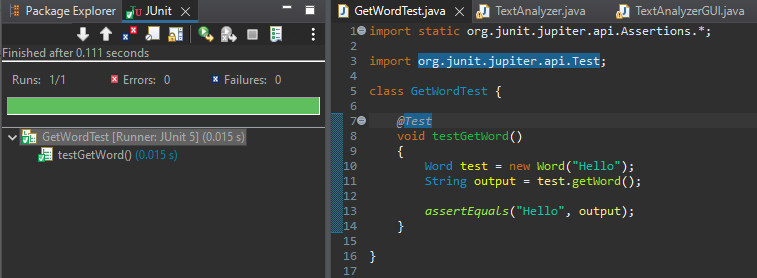 Package Explorer JUnit
Finished after 0.111 seconds
Runs: 1/1 Errors: 0 Failures: 0
GetWordTest [Runner: JUnit 5] (0.015 s)
testGetWord() (0.015 s)
GetWordTest.java TextAnalyzer.java TextAnalyzerGUI.java
1 import static org.junit.jupiter.api.Assertions.*;
2
3 import org.junit.jupiter.api.Test;
4
5 class GetWordTest {
6
7 @Test
8 void testGetWord()
9 {
10 Word test = new Word("Hello");
11 String output = test.getWord();
12
13 assertEquals("Hello", output);
14 }
15
16 }
17